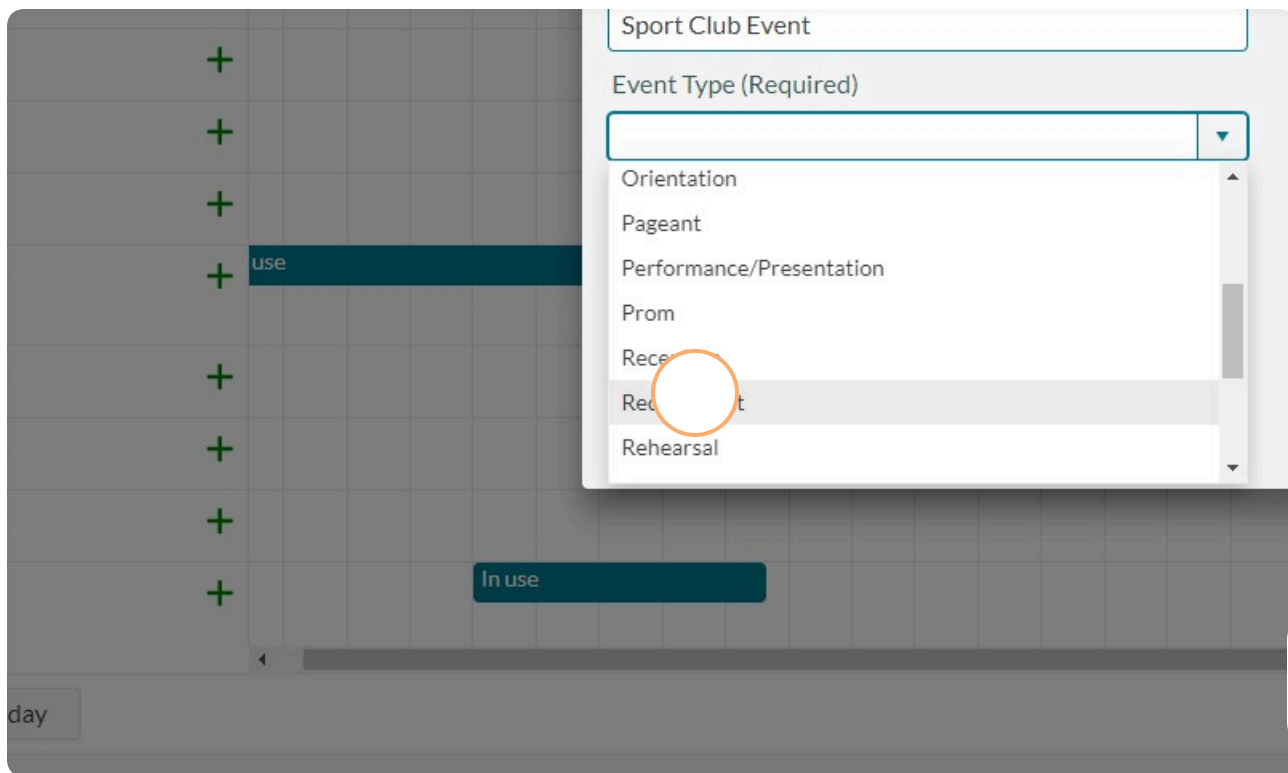 Sport Club Event
Event Type (Required)
Orientation
Pageant
Performance/Presentation
use
Prom
Rehearsal
In use
day